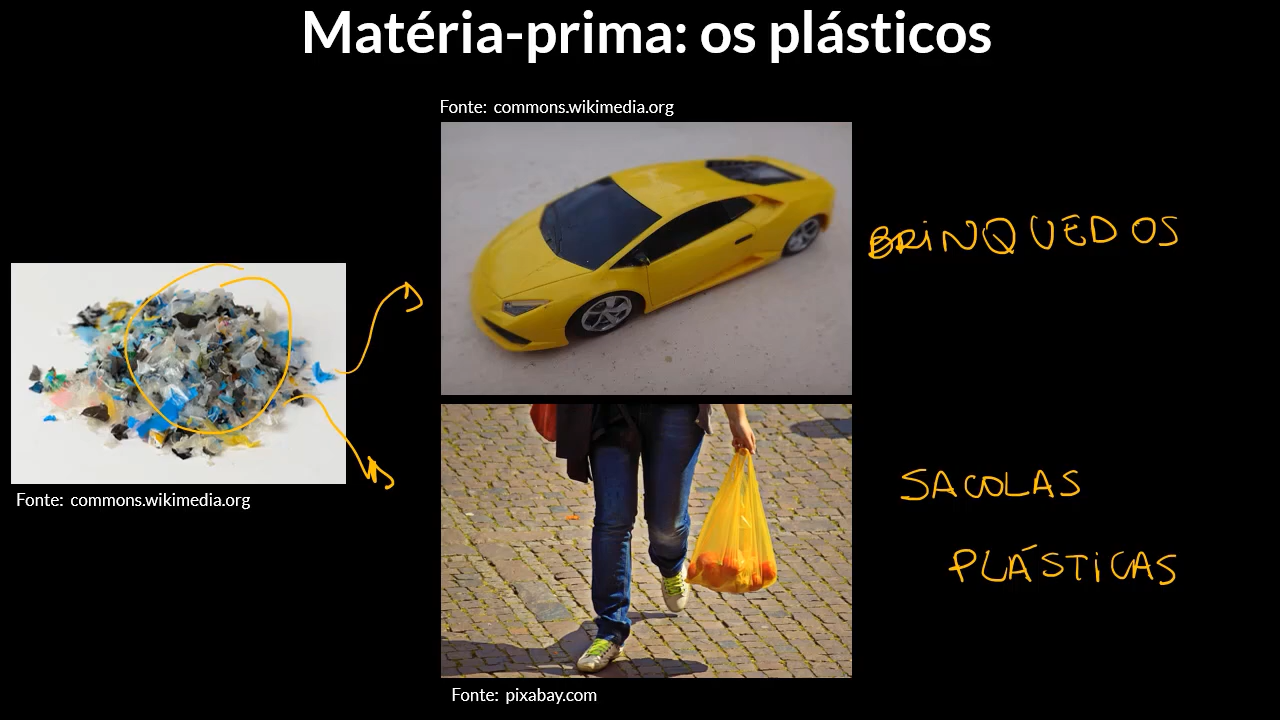 Matéria-prima: os plásticos
Fonte: commons.wikimedia.org
BRINQUEDOS
Fonte: commons.wikimedia.org
SACOLAS
PLÁSTICAS
Fonte: pixabay.com